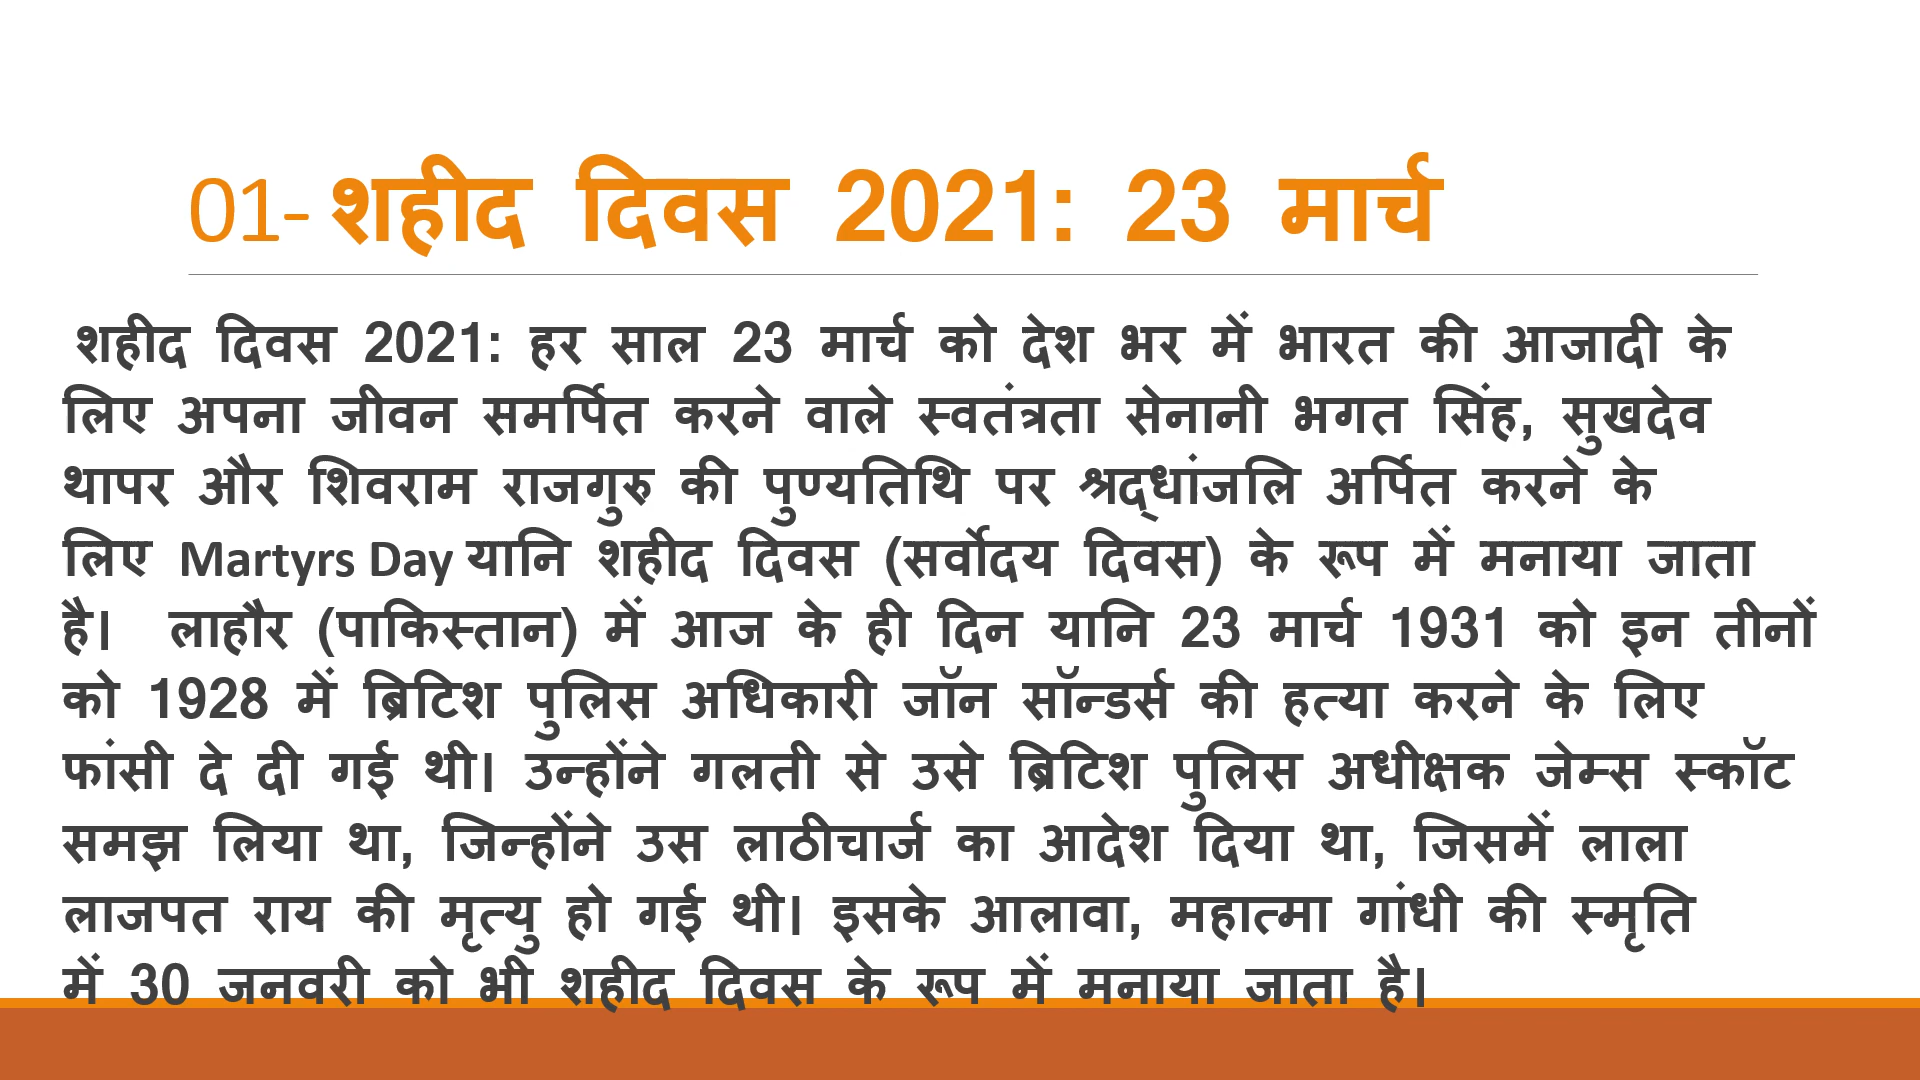 01- शहीद दिवस 2021: 23 मार्च
शहीद दिवस 2021: हर साल 23 मार्च को देश भर में भारत की आजादी के
लिए अपना जीवन समर्पित करने वाले स्वतंत्रता सेनानी भगत सिंह, सुखदेव
थापर और शिवराम राजगुरु की पुण्यतिथि पर श्रद्धांजलि अर्पित करने के
लिए Martyrs Day यानि शहीद दिवस (सर्वोदय दिवस) के रूप में मनाया जाता
है। लाहौर (पाकिस्तान) में आज के ही दिन यानि 23 मार्च 1931 को इन तीनों
को 1928 में ब्रिटिश पुलिस अधिकारी जॉन सॉन्डर्स की हत्या करने के लिए
फांसी दे दी गई थी। उन्होंने गलती से उसे ब्रिटिश पुलिस अधीक्षक जेम्स स्कॉट
समझ लिया था, जिन्होंने उस लाठीचार्ज का आदेश दिया था, जिसमें लाला
लाजपत राय की मृत्यु हो गई थी। इसके आलावा, महात्मा गांधी की स्मृति
में 30 जनवरी को भी शहीद दिवस के रूप में मनाया जाता है।